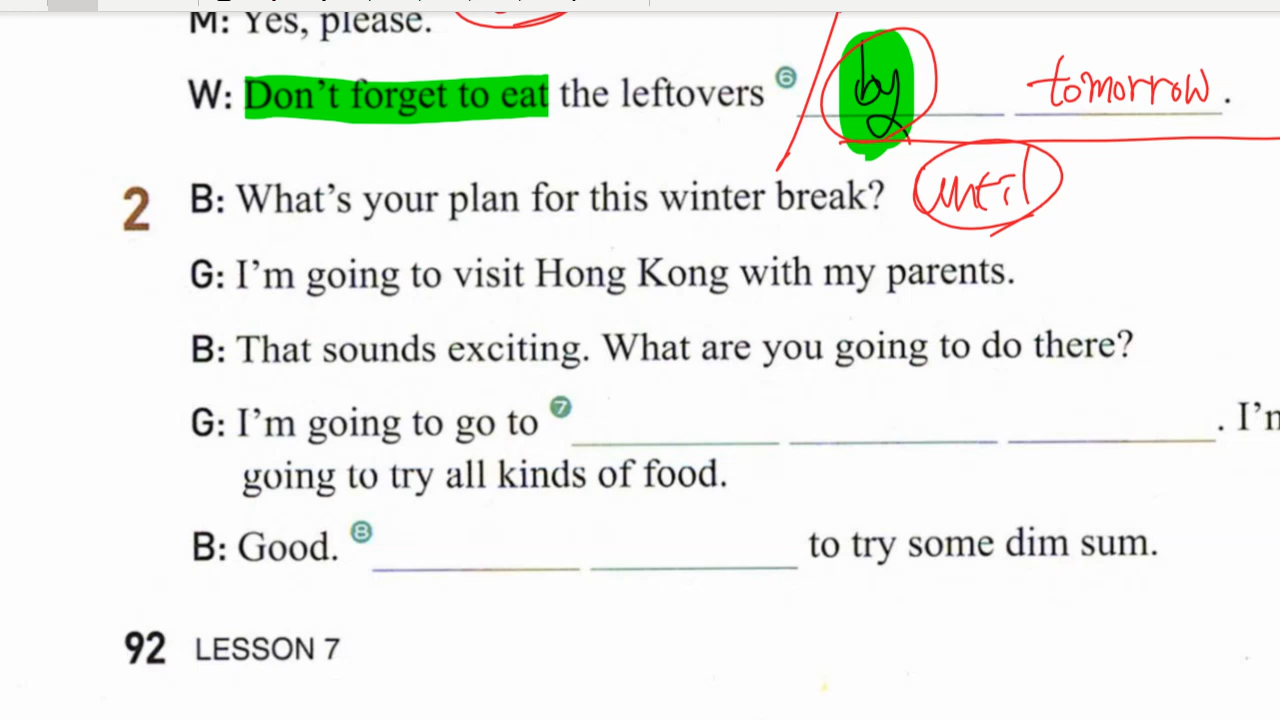 M: Yes, please.
W: Don't forget to eat the leftovers ⑥ by tomorrow.
until
2 B: What's your plan for this winter break?
G: I'm going to visit Hong Kong with my parents.
B: That sounds exciting. What are you going to do there?
G: I'm going to go to ⑦ . I'm
going to try all kinds of food.
B: Good. ⑧ to try some dim sum.
92 LESSON 7